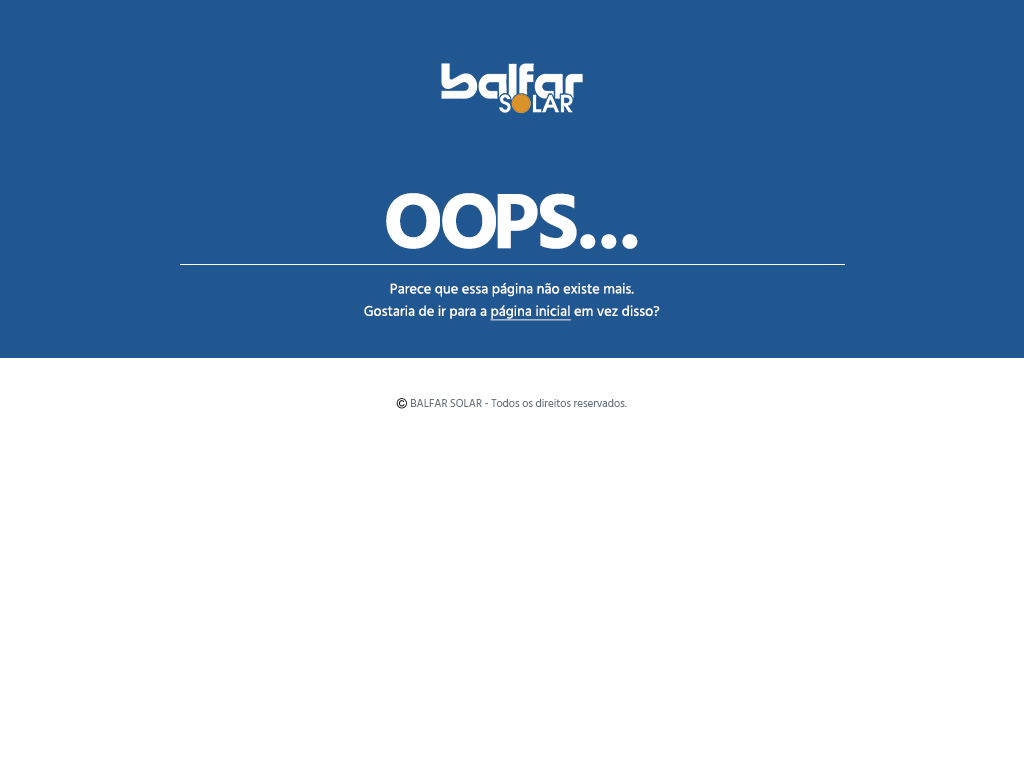 balfar
SOLAR
OOPS...
Parece que essa página não existe mais.
Gostaria de ir para a página inicial em vez disso?
© BALFAR SOLAR - Todos os direitos reservados.